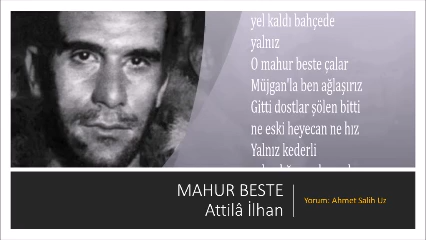 yel kaldı bahçede
yalnız
O mahur beste çalar
Müjgan'la ben ağlaşırız
Gitti dostlar şölen bitti
ne eski heyecan ne hız
Yalnız kederli
MAHUR BESTE
Attilâ İlhan
Yorum: Ahmet Salih Uz